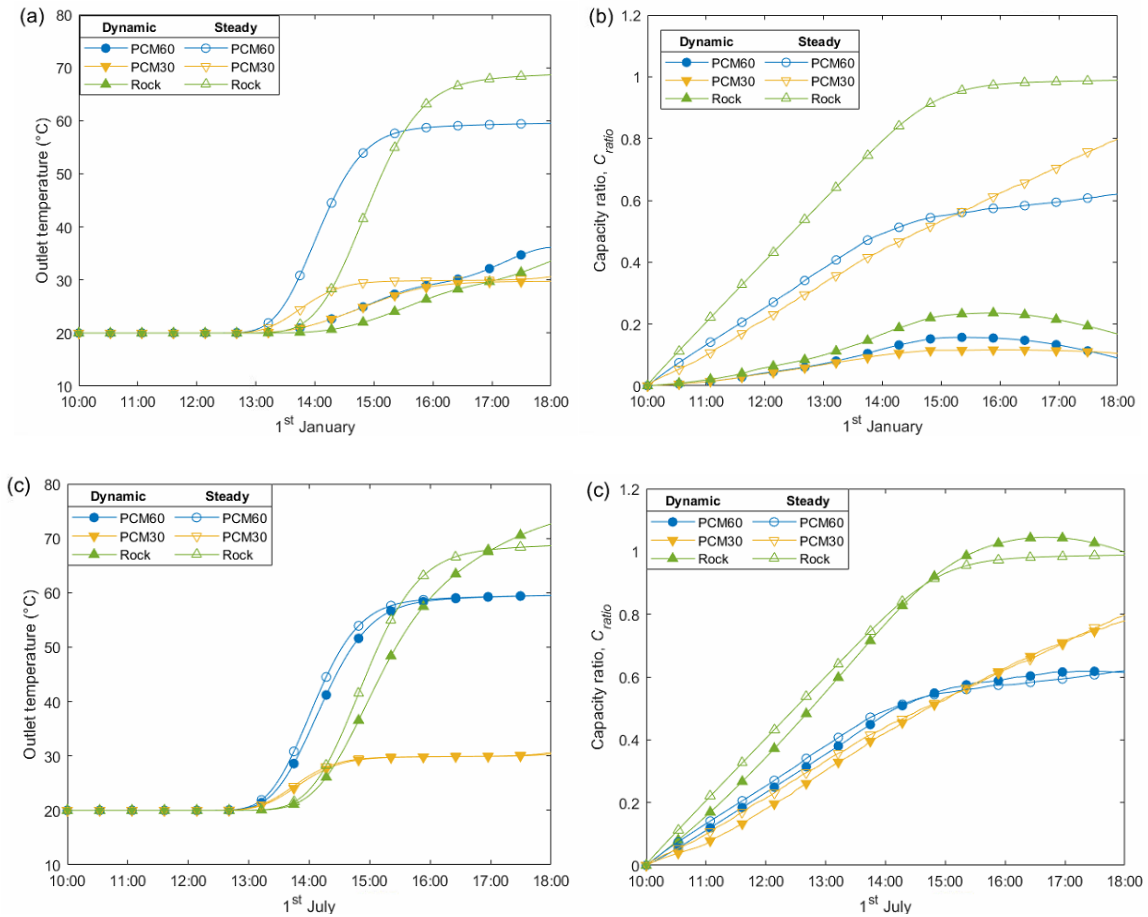 (a)
80
70
60
50
40
30
20
10
Outlet temperature (°C)
Dynamic Steady
PCM60 PCM60
PCM30 PCM30
Rock Rock
10:00 11:00 12:00 13:00 14:00 15:00 16:00 17:00 18:00
1st January
(b)
1.2
1
0.8
0.6
0.4
0.2
0
Capacity ratio, C_ratio
Dynamic Steady
PCM60 PCM60
PCM30 PCM30
Rock Rock
10:00 11:00 12:00 13:00 14:00 15:00 16:00 17:00 18:00
1st January
(c)
80
70
60
50
40
30
20
10
Outlet temperature (°C)
Dynamic Steady
PCM60 PCM60
PCM30 PCM30
Rock Rock
10:00 11:00 12:00 13:00 14:00 15:00 16:00 17:00 18:00
1st July
(c)
1.2
1
0.8
0.6
0.4
0.2
0
Capacity ratio, C_ratio
Dynamic Steady
PCM60 PCM60
PCM30 PCM30
Rock Rock
10:00 11:00 12:00 13:00 14:00 15:00 16:00 17:00 18:00
1st July